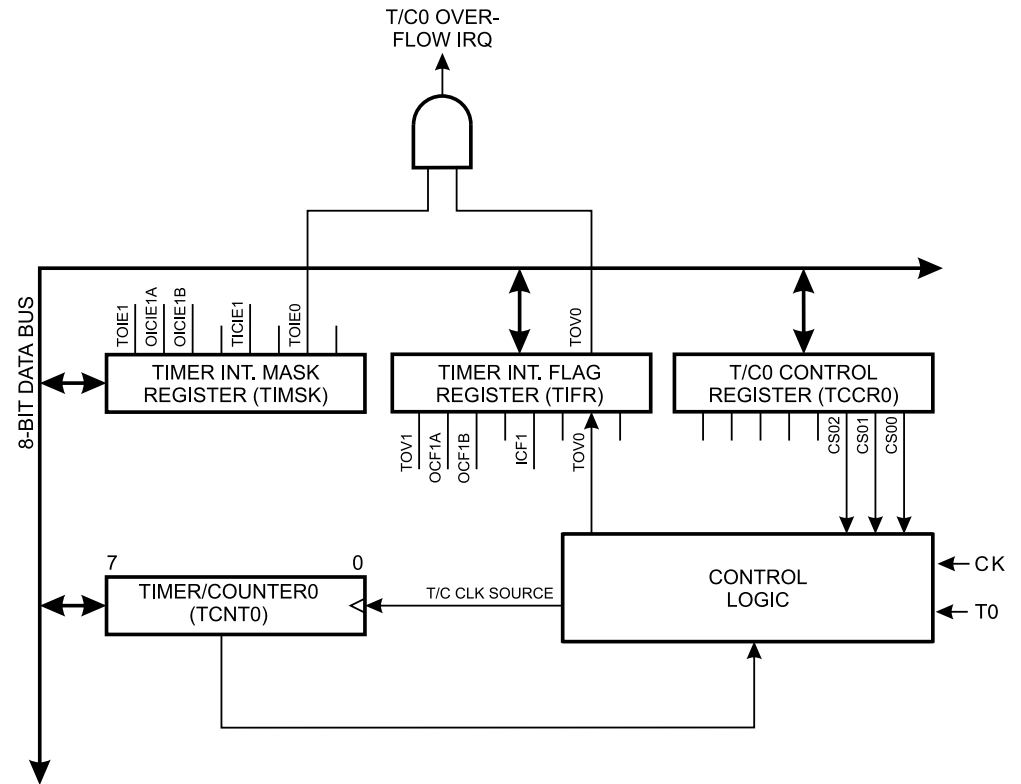 T/C0 OVER-
FLOW IRQ
8-BIT DATA BUS
TOIE1
OICIE1A
OICIE1B
TICIE1
TOIE0
TOV0
TIMER INT. MASK
REGISTER (TIMSK)
TIMER INT. FLAG
REGISTER (TIFR)
T/C0 CONTROL
REGISTER (TCCR0)
TOV1
OCF1A
OCF1B
ICF1
TOV0
CS02
CS01
CS00
7
0
TIMER/COUNTER0
(TCNT0)
T/C CLK SOURCE
CONTROL
LOGIC
CK
T0